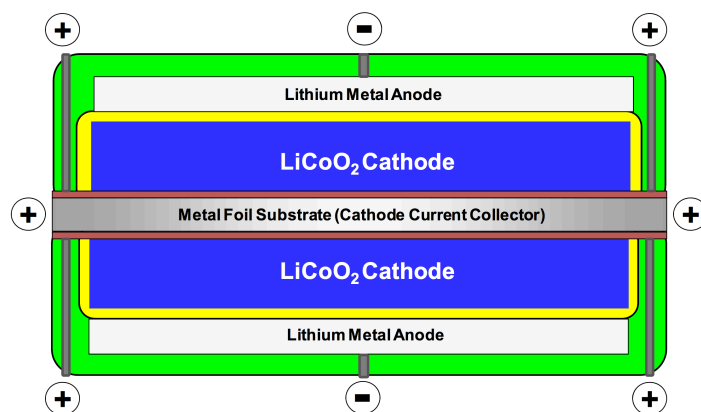 + - +
Lithium Metal Anode
LiCoO₂ Cathode
+ Metal Foil Substrate (Cathode Current Collector) +
LiCoO₂ Cathode
Lithium Metal Anode
+ - +